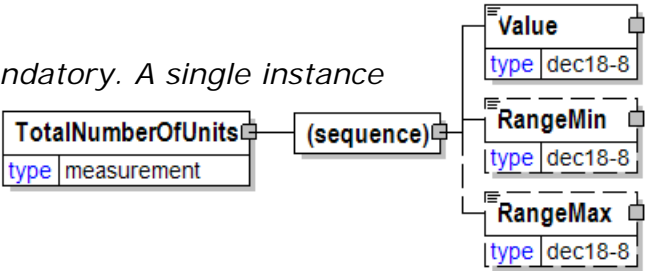 Value
type dec18-8
ndatory. A single instance
RangeMin
type dec18-8
TotalNumberOfUnits
type measurement
(sequence)
RangeMax
type dec18-8